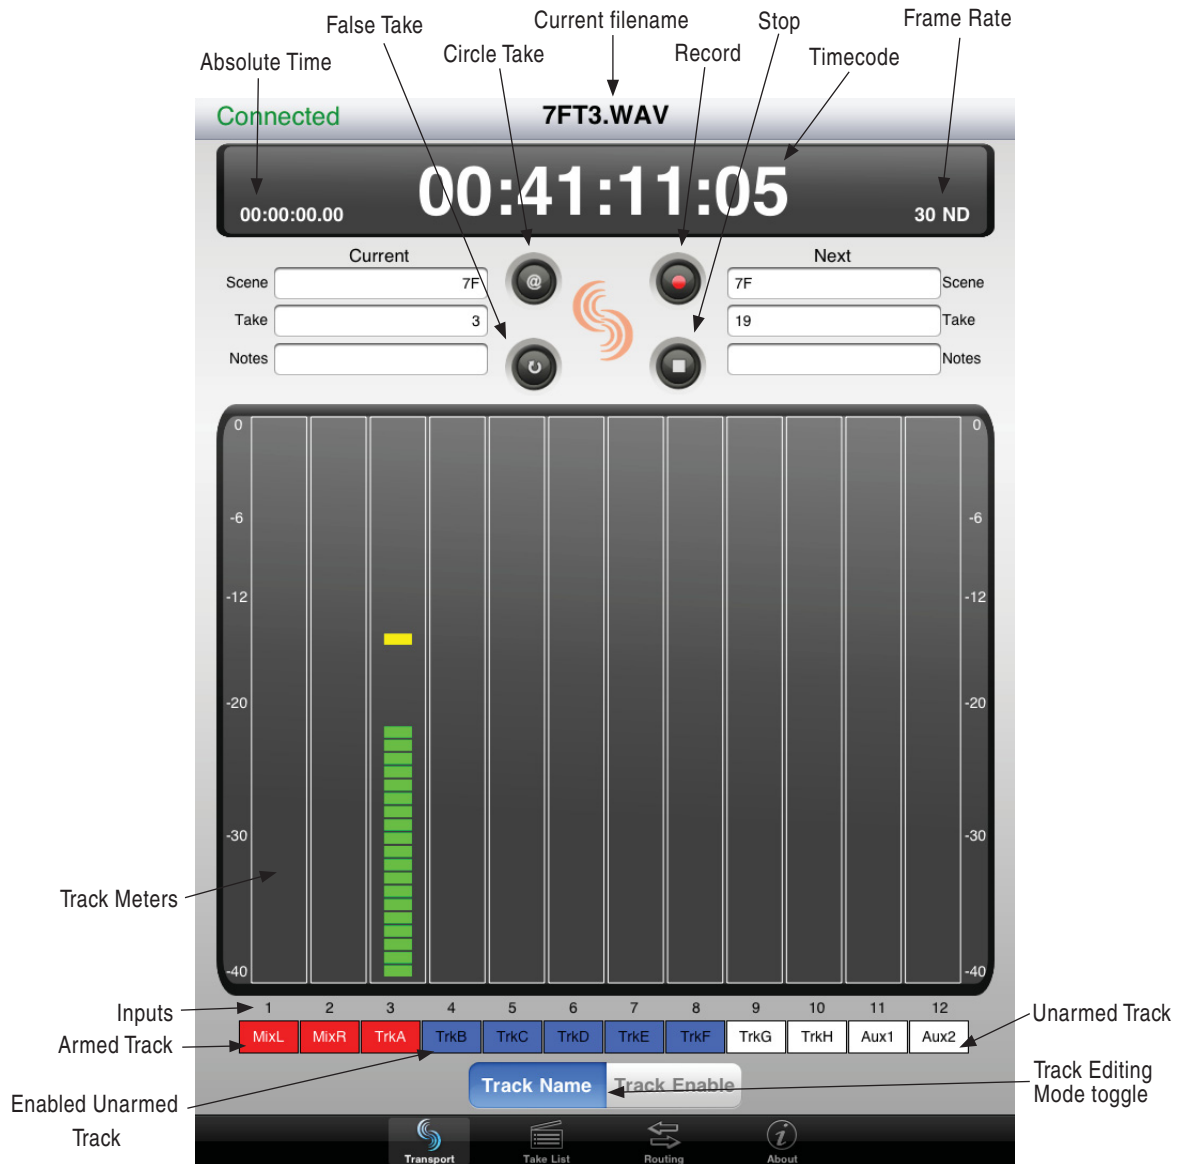 False Take
Current filename
Stop
Frame Rate
Absolute Time
Circle Take
Record
Timecode
Connected
7FT3.WAV
00:00:00.00
00:41:11:05
30 ND
Current
Next
Scene
7F
@
7F
Scene
Take
3
19
Take
Notes
Notes
0
0
-6
-6
-12
-12
-20
-20
-30
-30
Track Meters
-40
-40
Inputs
1 2 3 4 5 6 7 8 9 10 11 12
Unarmed Track
Armed Track
MixL MixR TrkA TrkB TrkC TrkD TrkE TrkF TrkG TrkH Aux1 Aux2
Track Name
Track Enable
Track Editing
Mode toggle
Enabled Unarmed
Track
Transport
Take List
Routing
i
About